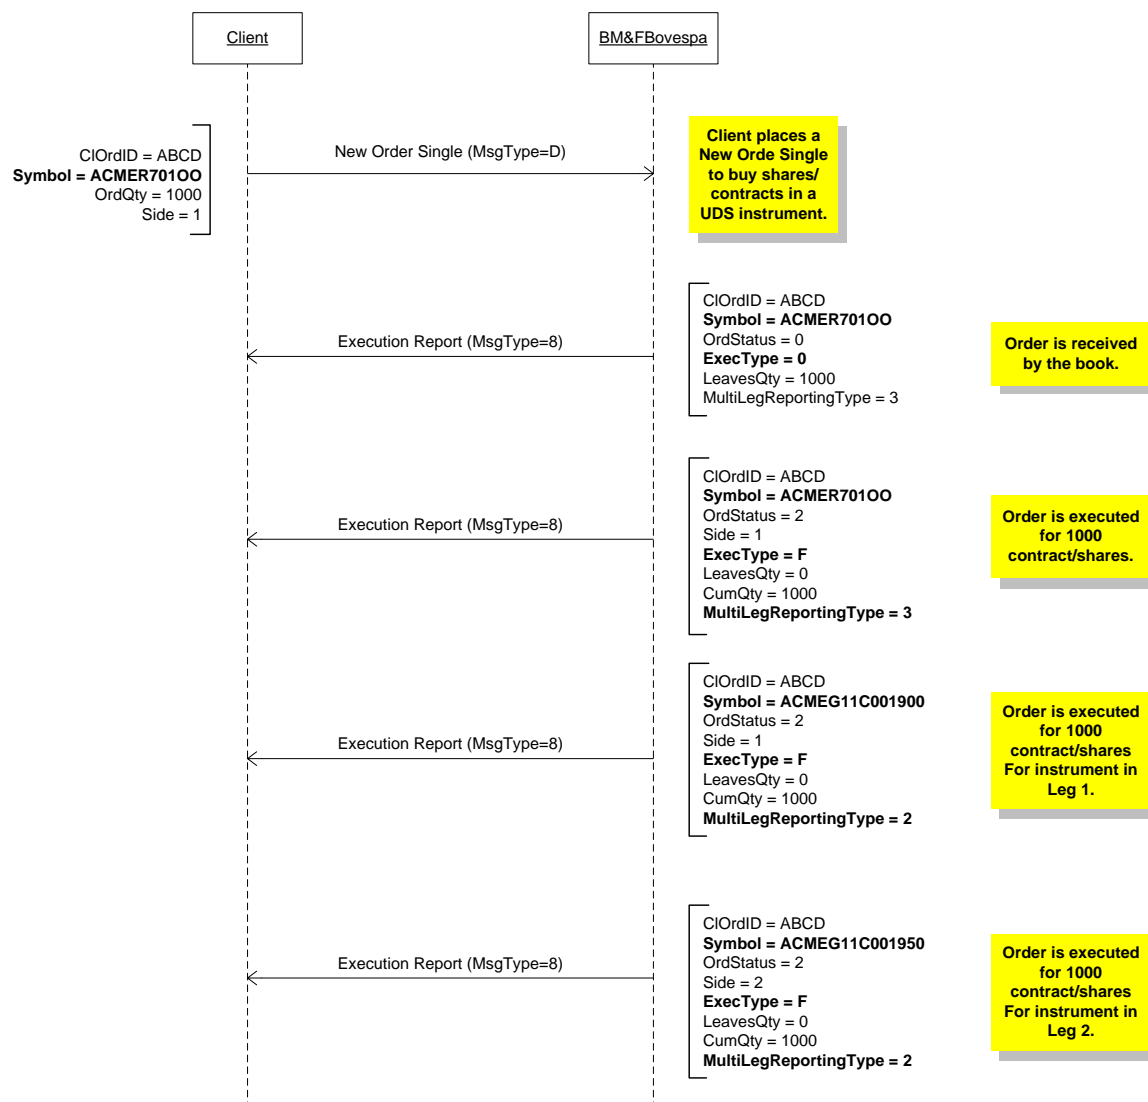 Client
BM&FBovespa
ClOrdID = ABCD
Symbol = ACMER701OO
OrdQty = 1000
Side = 1
New Order Single (MsgType=D)
Client places a
New Orde Single
to buy shares/
contracts in a
UDS instrument.
Execution Report (MsgType=8)
ClOrdID = ABCD
Symbol = ACMER701OO
OrdStatus = 0
ExecType = 0
LeavesQty = 1000
MultiLegReportingType = 3
Order is received
by the book.
Execution Report (MsgType=8)
ClOrdID = ABCD
Symbol = ACMER701OO
OrdStatus = 2
Side = 1
ExecType = F
LeavesQty = 0
CumQty = 1000
MultiLegReportingType = 3
Order is executed
for 1000
contract/shares.
Execution Report (MsgType=8)
ClOrdID = ABCD
Symbol = ACMEG11C001900
OrdStatus = 2
Side = 1
ExecType = F
LeavesQty = 0
CumQty = 1000
MultiLegReportingType = 2
Order is executed
for 1000
contract/shares
For instrument in
Leg 1.
Execution Report (MsgType=8)
ClOrdID = ABCD
Symbol = ACMEG11C001950
OrdStatus = 2
Side = 2
ExecType = F
LeavesQty = 0
CumQty = 1000
MultiLegReportingType = 2
Order is executed
for 1000
contract/shares
For instrument in
Leg 2.